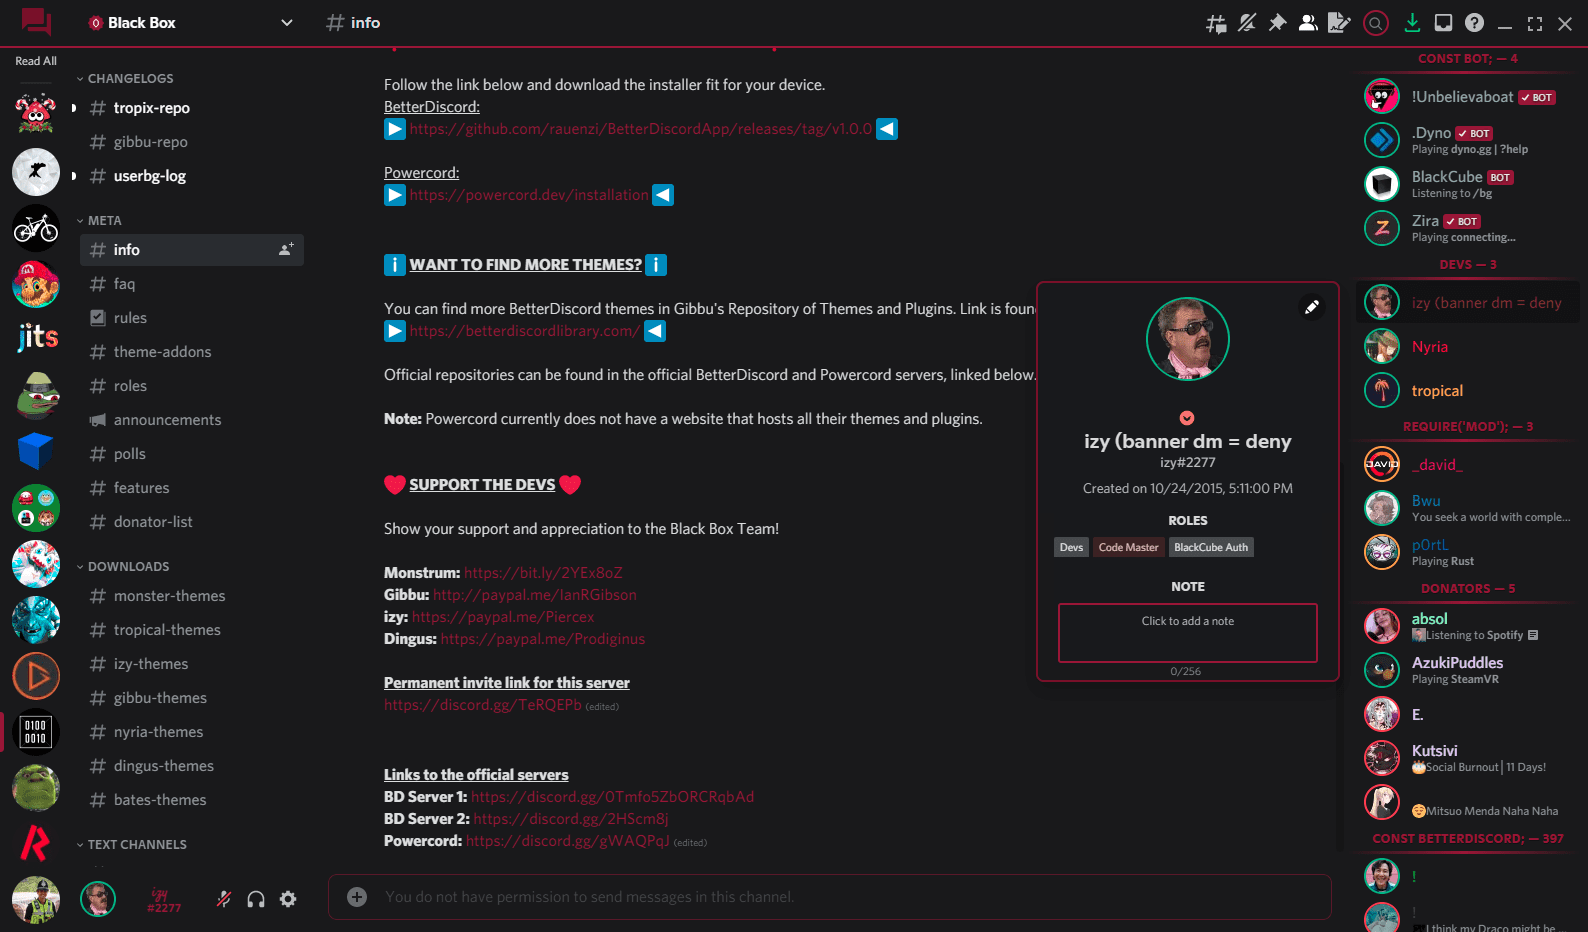 Black Box
info
Read All
CHANGELOGS
tropix-repo
gibbu-repo
userbg-log
META
info
faq
rules
theme-addons
roles
announcements
polls
features
donator-list
DOWNLOADS
monster-themes
tropical-themes
izy-themes
gibbu-themes
nyria-themes
dingus-themes
bates-themes
TEXT CHANNELS
jits
0100
0010
izy
#2277
Follow the link below and download the installer fit for your device.
BetterDiscord:
https://github.com/rauenzi/BetterDiscordApp/releases/tag/v1.0.0
Powercord:
https://powercord.dev/installation
WANT TO FIND MORE THEMES?
You can find more BetterDiscord themes in Gibbu's Repository of Themes and Plugins. Link is foun
https://betterdiscordlibrary.com/
Official repositories can be found in the official BetterDiscord and Powercord servers, linked below.
Note: Powercord currently does not have a website that hosts all their themes and plugins.
SUPPORT THE DEVS
Show your support and appreciation to the Black Box Team!
Monstrum: https://bit.ly/2YEx8oZ
Gibbu: http://paypal.me/IanRGibson
izy: https://paypal.me/Piercex
Dingus: https://paypal.me/Prodiginus
Permanent invite link for this server
https://discord.gg/TeRQEPb (edited)
Links to the official servers
BD Server 1: https://discord.gg/0Tmfo5ZbORCRqbAd
BD Server 2: https://discord.gg/2HScm8j
Powercord: https://discord.gg/gWAQPqJ (edited)
You do not have permission to send messages in this channel.
izy (banner dm = deny
izy#2277
Created on 10/24/2015, 5:11:00 PM
ROLES
Devs Code Master BlackCube Auth
NOTE
Click to add a note
0/256
CONST BOT; — 4
!Unbelievaboat BOT
.Dyno BOT
Playing dyno.gg | ?help
BlackCube BOT
Listening to /bg
Zira BOT
Playing connecting...
DEVS — 3
izy (banner dm = deny
Nyria
tropical
REQUIRE('MOD'); — 3
DAVID
_david_
Bwu
You seek a world with comple...
p0rtL
Playing Rust
DONATORS — 5
absol
Listening to Spotify
AzukiPuddles
Playing SteamVR
E.
Kutsivi
Social Burnout | 11 Days!
Mitsuo Menda Naha Naha
CONST BETTERDISCORD; — 397
!
!
I think my Draco might be